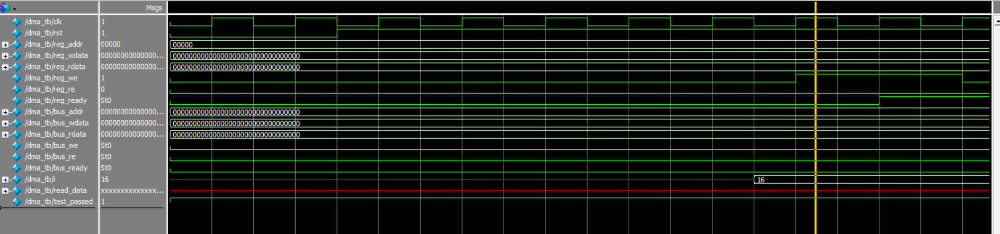 Msgs
/dma_tb/clk 1
/dma_tb/rst 1
/dma_tb/reg_addr 00000 00000
/dma_tb/reg_wdata 00000000000000... 00000000000000000000000000000000
/dma_tb/reg_rdata 00000000000000... 00000000000000000000000000000000
/dma_tb/reg_we 1
/dma_tb/reg_re 0
/dma_tb/reg_ready St0
/dma_tb/bus_addr 00000000000000... 00000000000000000000000000000000
/dma_tb/bus_wdata 00000000000000... 00000000000000000000000000000000
/dma_tb/bus_rdata 00000000000000... 00000000000000000000000000000000
/dma_tb/bus_we St0
/dma_tb/bus_re St0
/dma_tb/bus_ready St0
/dma_tb/i 16 16
/dma_tb/read_data xxxxxxxxxxxxxx...
/dma_tb/test_passed 1